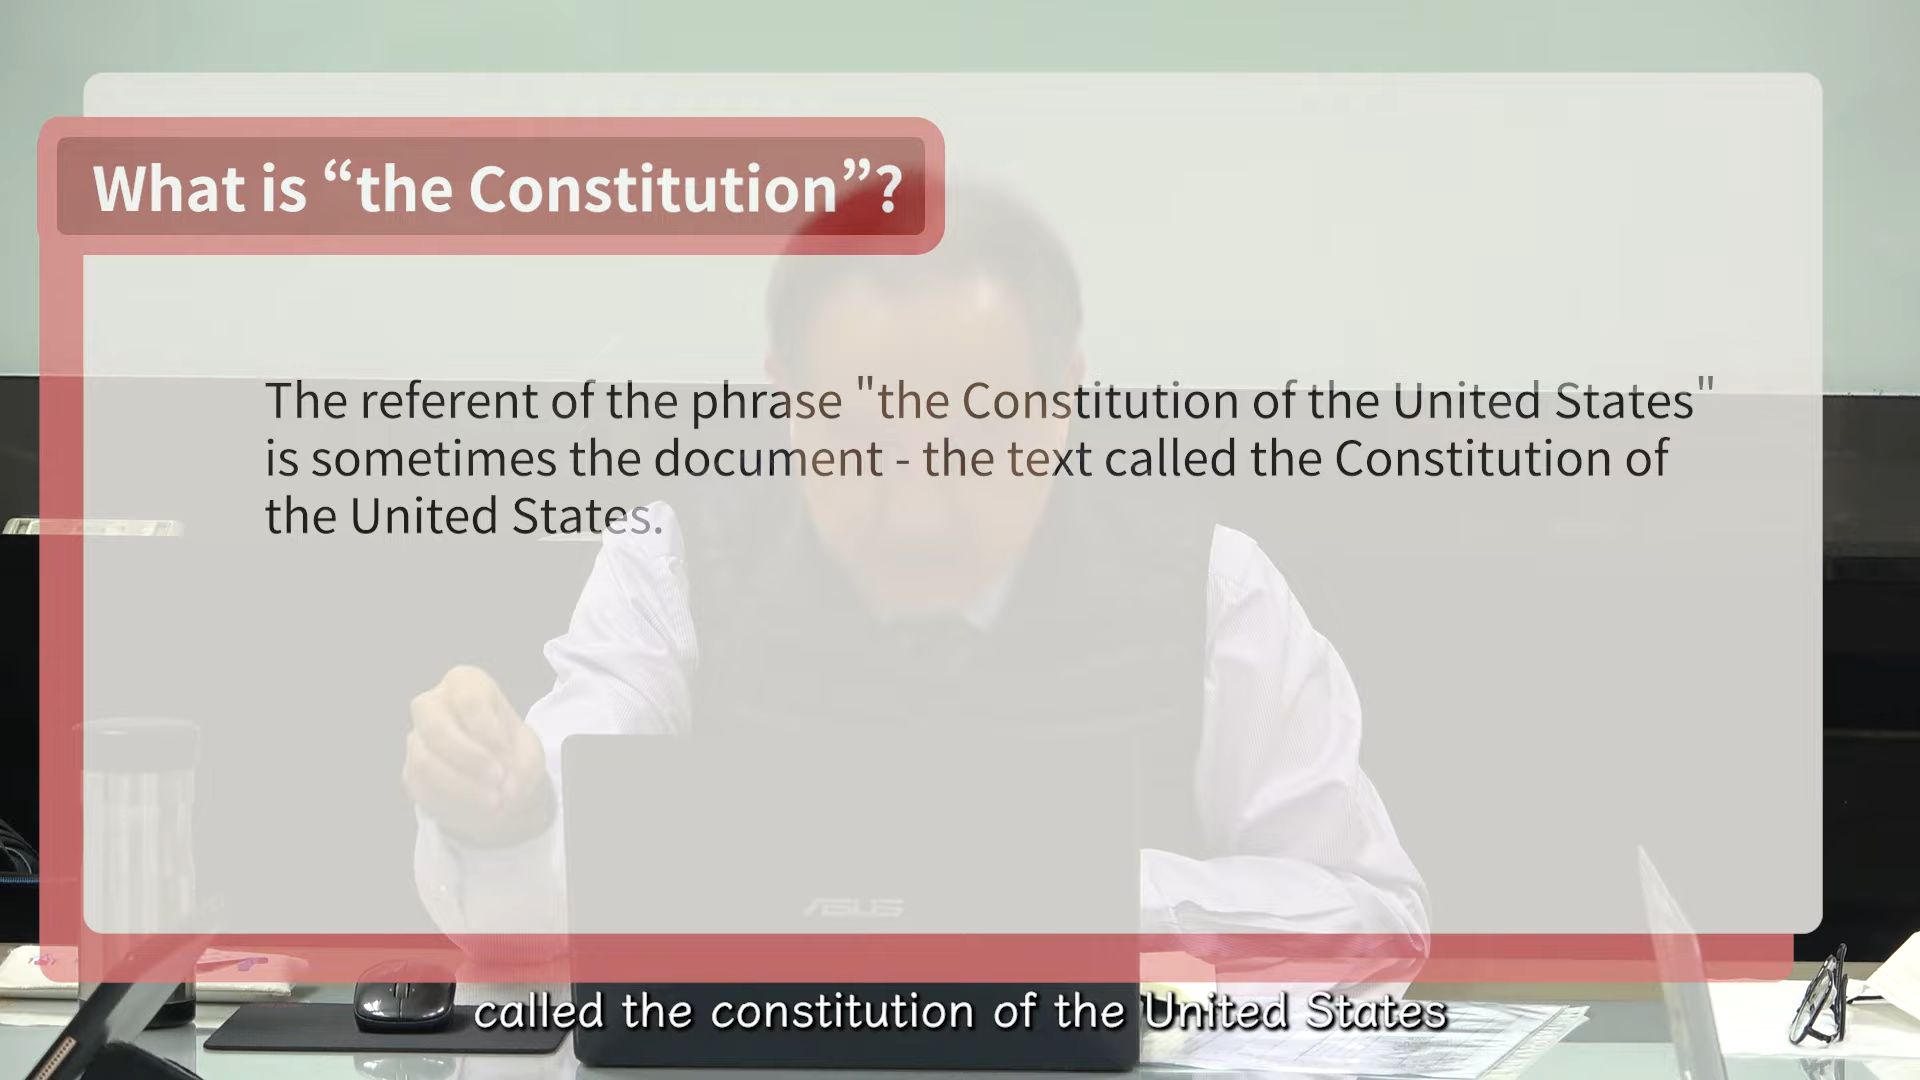 What is “the Constitution”?
The referent of the phrase "the Constitution of the United States"
is sometimes the document - the text called the Constitution of
the United States.
ASUS
called the constitution of the United States